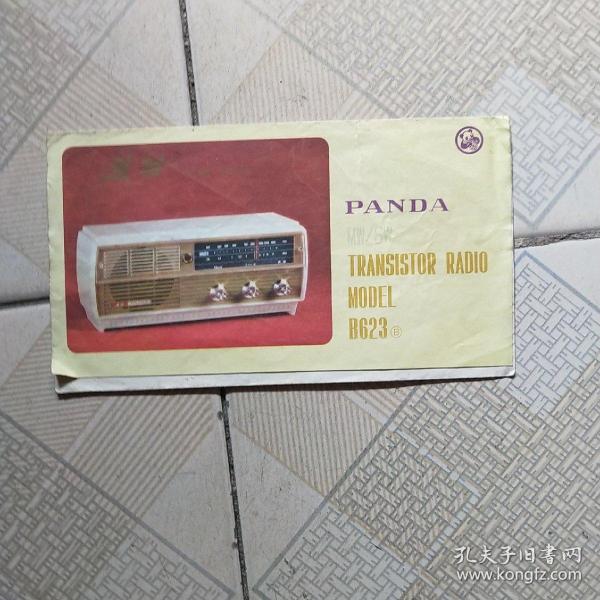 PANDA
MW/SW
TRANSISTOR RADIO
MODEL
B623 B
孔夫子旧书网
www.kongfz.com